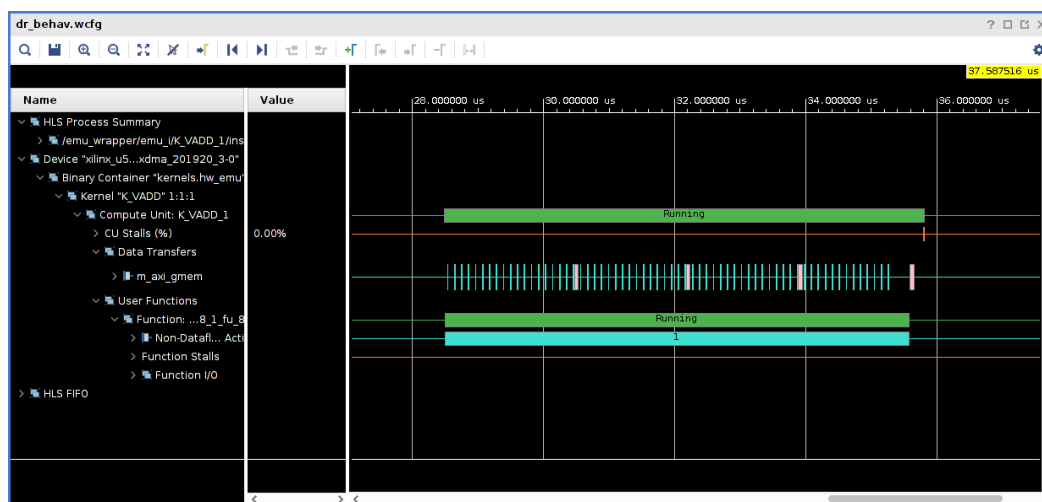 dr_behav.wcfg
37.587516 us
Name Value
28.000000 us 30.000000 us 32.000000 us 34.000000 us 36.000000 us
HLS Process Summary
/emu_wrapper/emu_i/K_VADD_1/ins
Device "xilinx_u5...xdma_201920_3-0"
Binary Container "kernels.hw_emu"
Kernel "K_VADD" 1:1:1
Compute Unit: K_VADD_1 Running
CU Stalls (%) 0.00%
Data Transfers
m_axi_gmem
User Functions
Function: ...8_1_fu_8 Running
Non-Datafl... Acti 1
Function Stalls
Function I/O
HLS FIFO